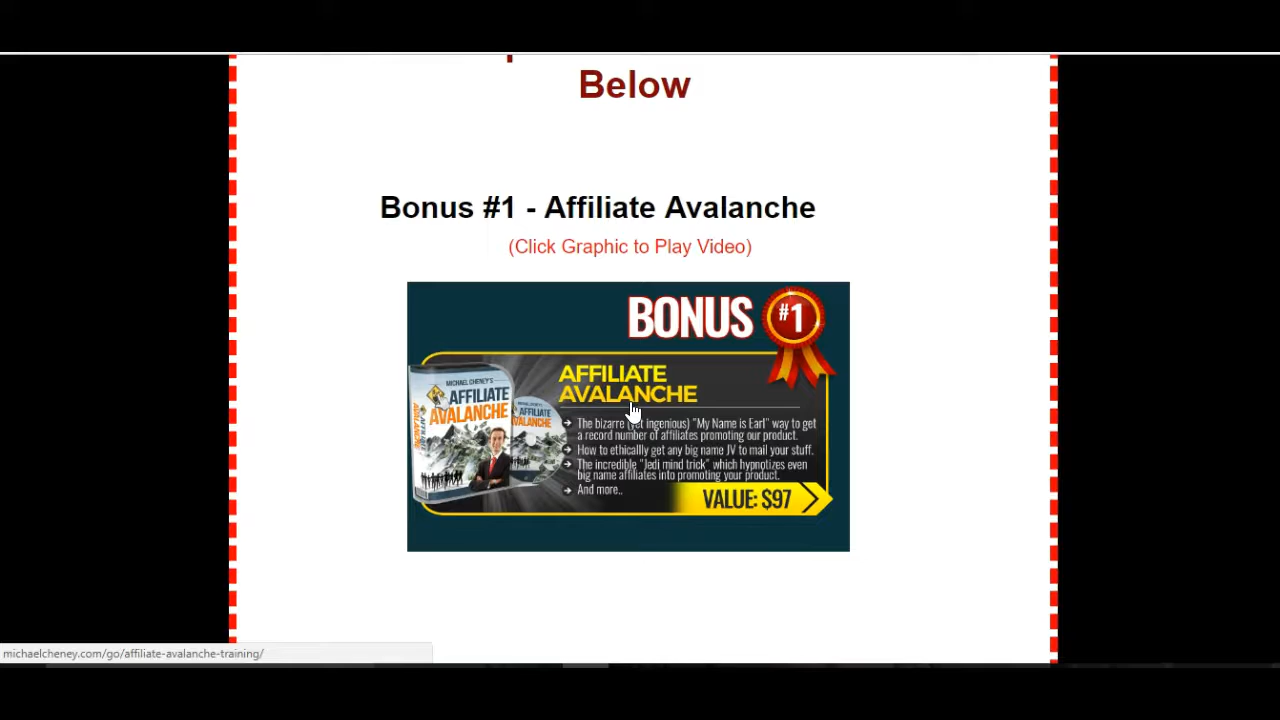 Below
Bonus #1 - Affiliate Avalanche
(Click Graphic to Play Video)
BONUS #1
AFFILIATE
AVALANCHE
MICHAEL CHENEY'S
AFFILIATE
AVALANCHE
AFFILIATE
AVALANCHE
The bizarre (yet ingenious) "My Name is Earl" way to get
a record number of affiliates promoting our product.
How to ethicallly get any big name JV to mail your stuff.
The incredible "Jedi mind trick" which hypnotizes even
big name affiliates into promoting your product.
And more..
VALUE: $97
michaelcheney.com/go/affiliate-avalanche-training/